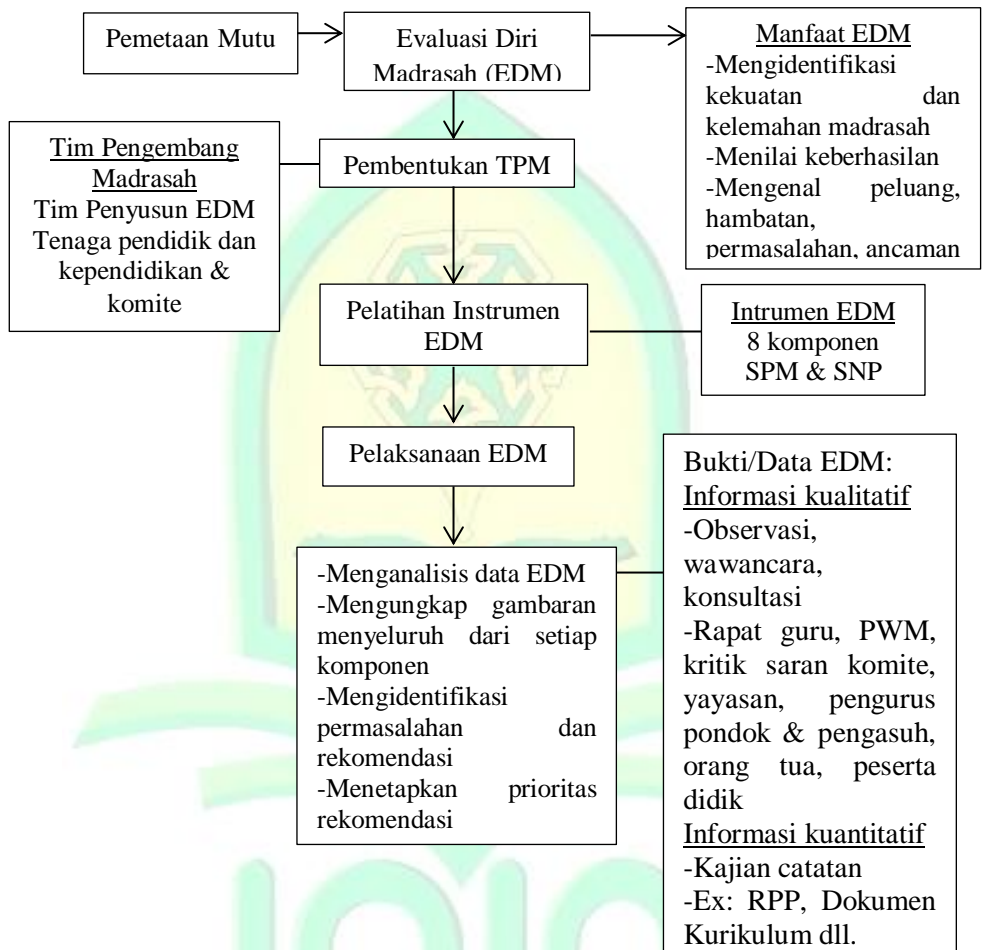 Pemetaan Mutu
Evaluasi Diri
Madrasah (EDM)
Manfaat EDM
-Mengidentifikasi
kekuatan dan
kelemahan madrasah
-Menilai keberhasilan
-Mengenal peluang,
hambatan,
permasalahan, ancaman
Tim Pengembang
Madrasah
Tim Penyusun EDM
Tenaga pendidik dan
kependidikan &
komite
Pembentukan TPM
Pelatihan Instrumen
EDM
Intrumen EDM
8 komponen
SPM & SNP
Pelaksanaan EDM
-Menganalisis data EDM
-Mengungkap gambaran
menyeluruh dari setiap
komponen
-Mengidentifikasi
permasalahan dan
rekomendasi
-Menetapkan prioritas
rekomendasi
Bukti/Data EDM:
Informasi kualitatif
-Observasi,
wawancara,
konsultasi
-Rapat guru, PWM,
kritik saran komite,
yayasan, pengurus
pondok & pengasuh,
orang tua, peserta
didik
Informasi kuantitatif
-Kajian catatan
-Ex: RPP, Dokumen
Kurikulum dll.